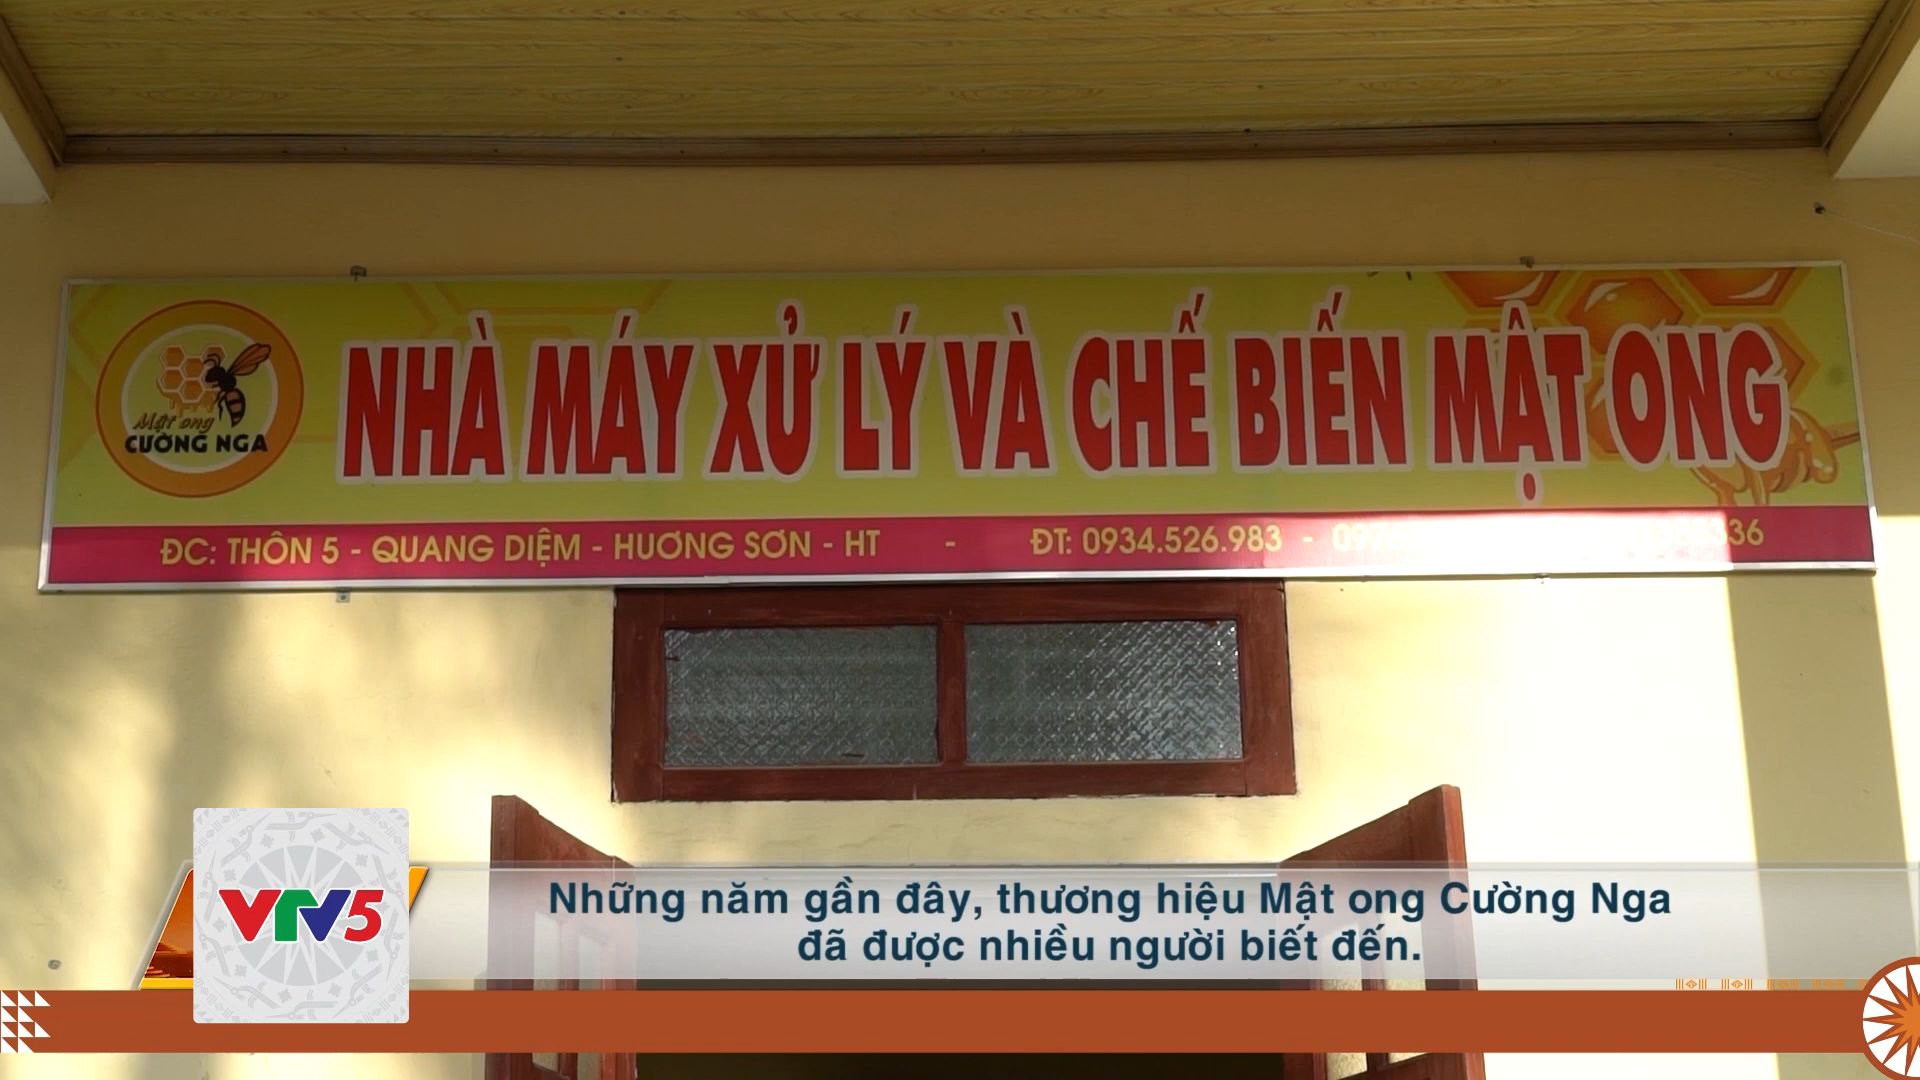 NHÀ MÁY XỬ LÝ VÀ CHẾ BIẾN MẬT ONG
Mật ong
CƯỜNG NGA
ĐC: THÔN 5 - QUANG DIỆM - HƯƠNG SƠN - HT - ĐT: 0934.526.983 -
VTV5
Những năm gần đây, thương hiệu Mật ong Cường Nga
đã được nhiều người biết đến.